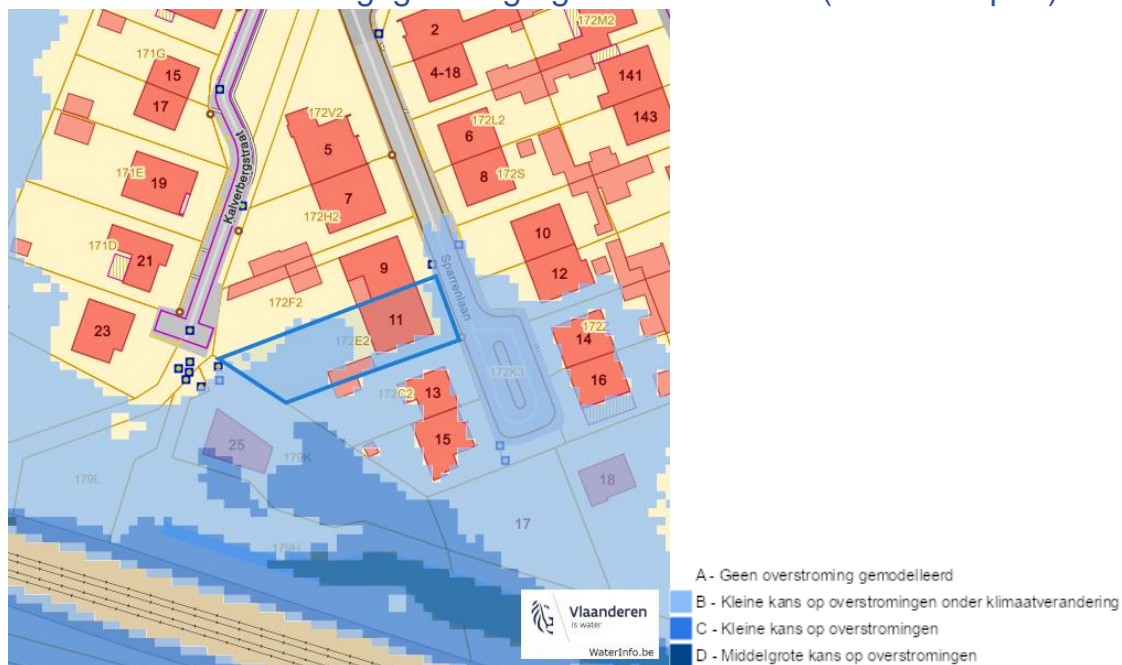 2
172M2
171G
15
4-18
141
17
172V2
172L2
143
5
6
Kalverbergstraat
171E
8
172S
19
7
172H2
10
171D
Sparrenlaan
21
9
12
172F2
23
11
172Z
14
172E2
172K3
16
172C2
13
15
25
179K
179L
18
17
179H
Vlaanderen
is water
WaterInfo.be
A - Geen overstroming gemodelleerd
B - Kleine kans op overstromingen onder klimaatverandering
C - Kleine kans op overstromingen
D - Middelgrote kans op overstromingen